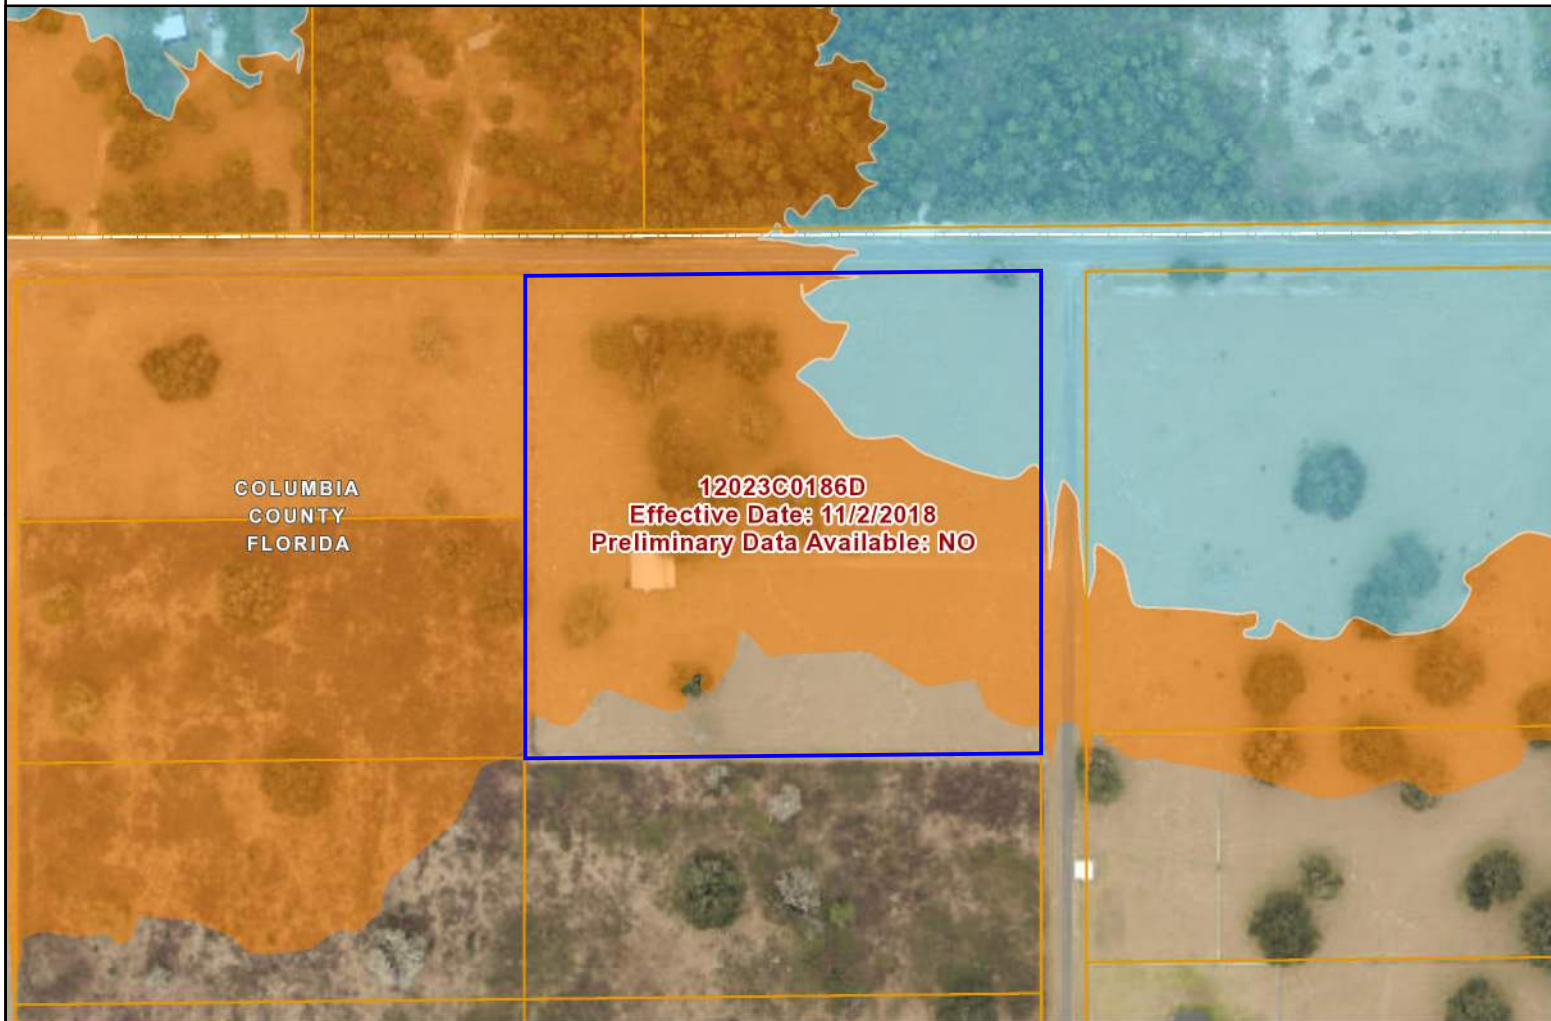 COLUMBIA
COUNTY
FLORIDA
12023C0186D
Effective Date: 11/2/2018
Preliminary Data Available: NO